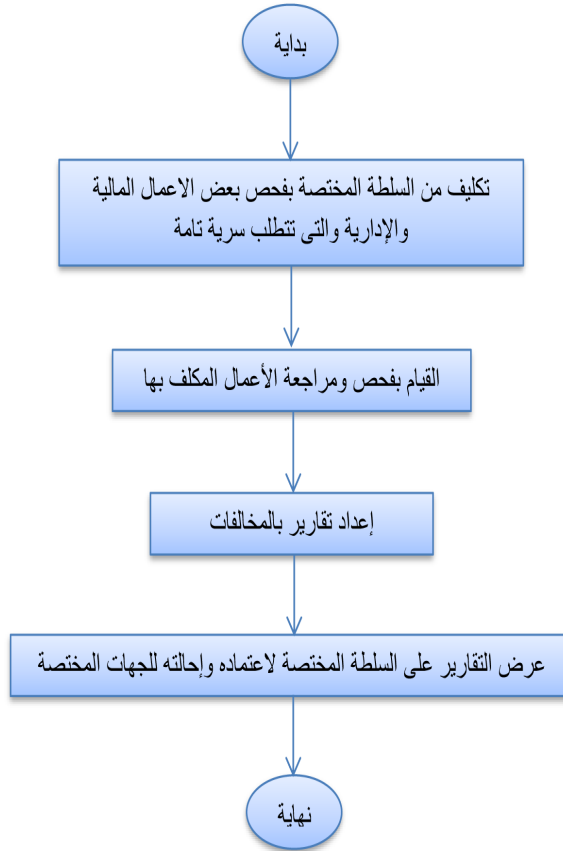 بداية
تكليف من السلطة المختصة بفحص بعض الاعمال المالية
والإدارية والتى تتطلب سرية تامة
القيام بفحص ومراجعة الأعمال المكلف بها
إعداد تقارير بالمخالفات
عرض التقارير على السلطة المختصة لاعتماده وإحالته للجهات المختصة
نهاية